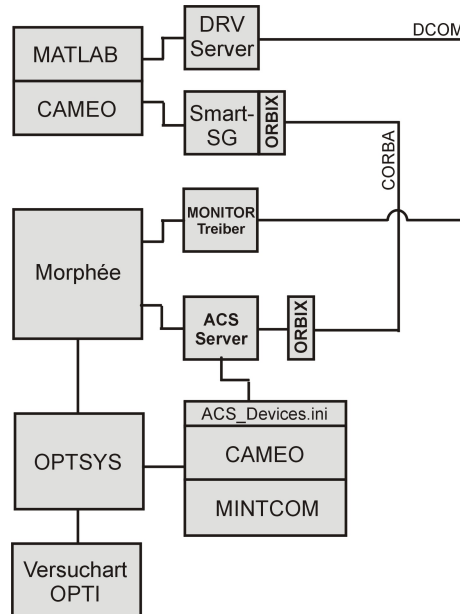 DRV
Server
DCOM
MATLAB
CAMEO
Smart-
SG
ORBIX
CORBA
MONITOR
Treiber
Morphée
ACS
Server
ORBIX
ACS_Devices.ini
CAMEO
OPTSYS
MINTCOM
Versuchart
OPTI